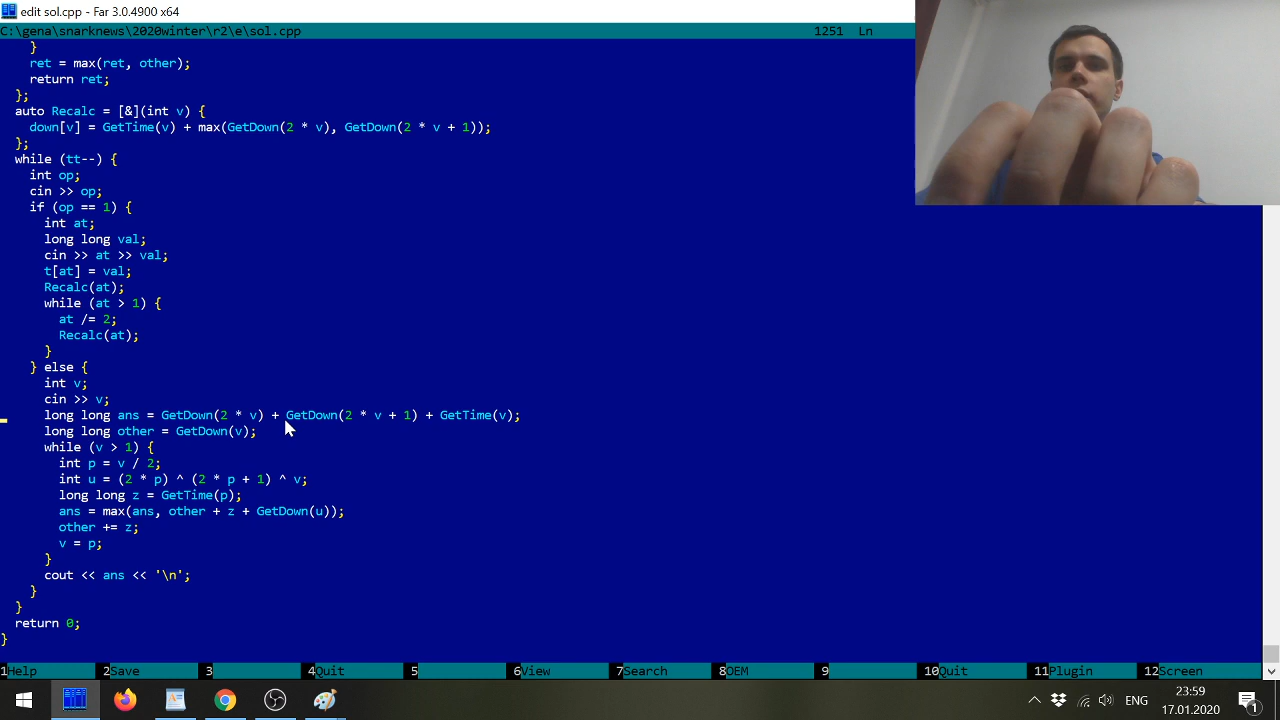 edit sol.cpp - Far 3.0.4900 x64
C:\gena\snarknews\2020winter\r2\e\sol.cpp 1251 Ln
}
ret = max(ret, other);
return ret;
};
auto Recalc = [&](int v) {
down[v] = GetTime(v) + max(GetDown(2 * v), GetDown(2 * v + 1));
};
while (tt--) {
int op;
cin >> op;
if (op == 1) {
int at;
long long val;
cin >> at >> val;
t[at] = val;
Recalc(at);
while (at > 1) {
at /= 2;
Recalc(at);
}
} else {
int v;
cin >> v;
long long ans = GetDown(2 * v) + GetDown(2 * v + 1) + GetTime(v);
long long other = GetDown(v);
while (v > 1) {
int p = v / 2;
int u = (2 * p) ^ (2 * p + 1) ^ v;
long long z = GetTime(p);
ans = max(ans, other + z + GetDown(u));
other += z;
v = p;
}
cout << ans << '\n';
}
}
return 0;
}
1Help 2Save 3 4Quit 5 6View 7Search 8OEM 9 10Quit 11Plugin 12Screen
ENG 23:59
17.01.2020
1